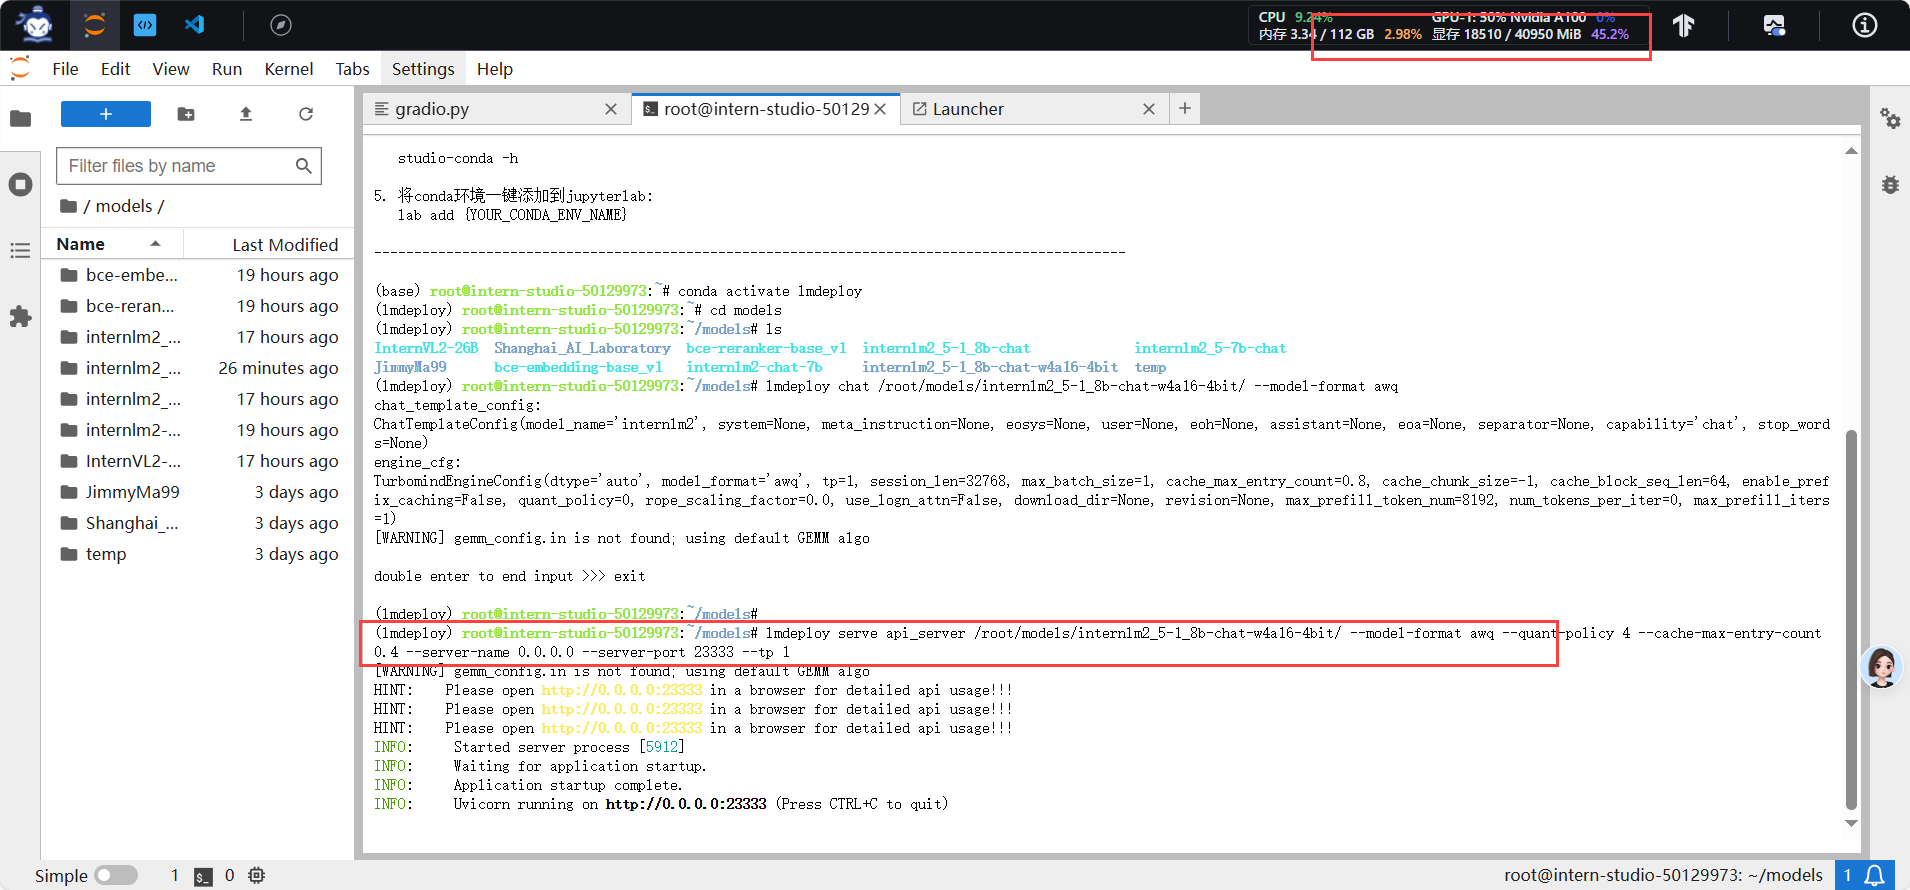 CPU 9.24% GPU-1: 50% Nvidia A100 0%
内存 3.34 / 112 GB 2.98% 显存 18510 / 40950 MiB 45.2%
File Edit View Run Kernel Tabs Settings Help
gradio.py
root@intern-studio-50129
Launcher
Filter files by name
/ models /
Name Last Modified
bce-embe... 19 hours ago
bce-reran... 19 hours ago
internlm2_... 17 hours ago
internlm2_... 26 minutes ago
internlm2_... 17 hours ago
internlm2-... 19 hours ago
InternVL2-... 17 hours ago
JimmyMa99 3 days ago
Shanghai_... 3 days ago
temp 3 days ago
studio-conda -h
5. 将conda环境一键添加到jupyterlab:
lab add {YOUR_CONDA_ENV_NAME}
----------------------------------------------------------------------------------------------
(base) root@intern-studio-50129973:~# conda activate lmdeploy
(lmdeploy) root@intern-studio-50129973:~# cd models
(lmdeploy) root@intern-studio-50129973:~/models# ls
InternVL2-26B Shanghai_AI_Laboratory bce-reranker-base_v1 internlm2_5-1_8b-chat internlm2_5-7b-chat
JimmyMa99 bce-embedding-base_v1 internlm2-chat-7b internlm2_5-1_8b-chat-w4a16-4bit temp
(lmdeploy) root@intern-studio-50129973:~/models# lmdeploy chat /root/models/internlm2_5-1_8b-chat-w4a16-4bit/ --model-format awq
chat_template_config:
ChatTemplateConfig(model_name='internlm2', system=None, meta_instruction=None, eosys=None, user=None, eoh=None, assistant=None, eoa=None, separator=None, capability='chat', stop_word
s=None)
engine_cfg:
TurbomindEngineConfig(dtype='auto', model_format='awq', tp=1, session_len=32768, max_batch_size=1, cache_max_entry_count=0.8, cache_chunk_size=-1, cache_block_seq_len=64, enable_pref
ix_caching=False, quant_policy=0, rope_scaling_factor=0.0, use_logn_attn=False, download_dir=None, revision=None, max_prefill_token_num=8192, num_tokens_per_iter=0, max_prefill_iters
=1)
[WARNING] gemm_config.in is not found; using default GEMM algo
double enter to end input >>> exit
(lmdeploy) root@intern-studio-50129973:~/models#
(lmdeploy) root@intern-studio-50129973:~/models# lmdeploy serve api_server /root/models/internlm2_5-1_8b-chat-w4a16-4bit/ --model-format awq --quant-policy 4 --cache-max-entry-count
0.4 --server-name 0.0.0.0 --server-port 23333 --tp 1
[WARNING] gemm_config.in is not found; using default GEMM algo
HINT: Please open http://0.0.0.0:23333 in a browser for detailed api usage!!!
HINT: Please open http://0.0.0.0:23333 in a browser for detailed api usage!!!
HINT: Please open http://0.0.0.0:23333 in a browser for detailed api usage!!!
INFO: Started server process [5912]
INFO: Waiting for application startup.
INFO: Application startup complete.
INFO: Uvicorn running on http://0.0.0.0:23333 (Press CTRL+C to quit)
Simple 1 0 root@intern-studio-50129973: ~/models 1